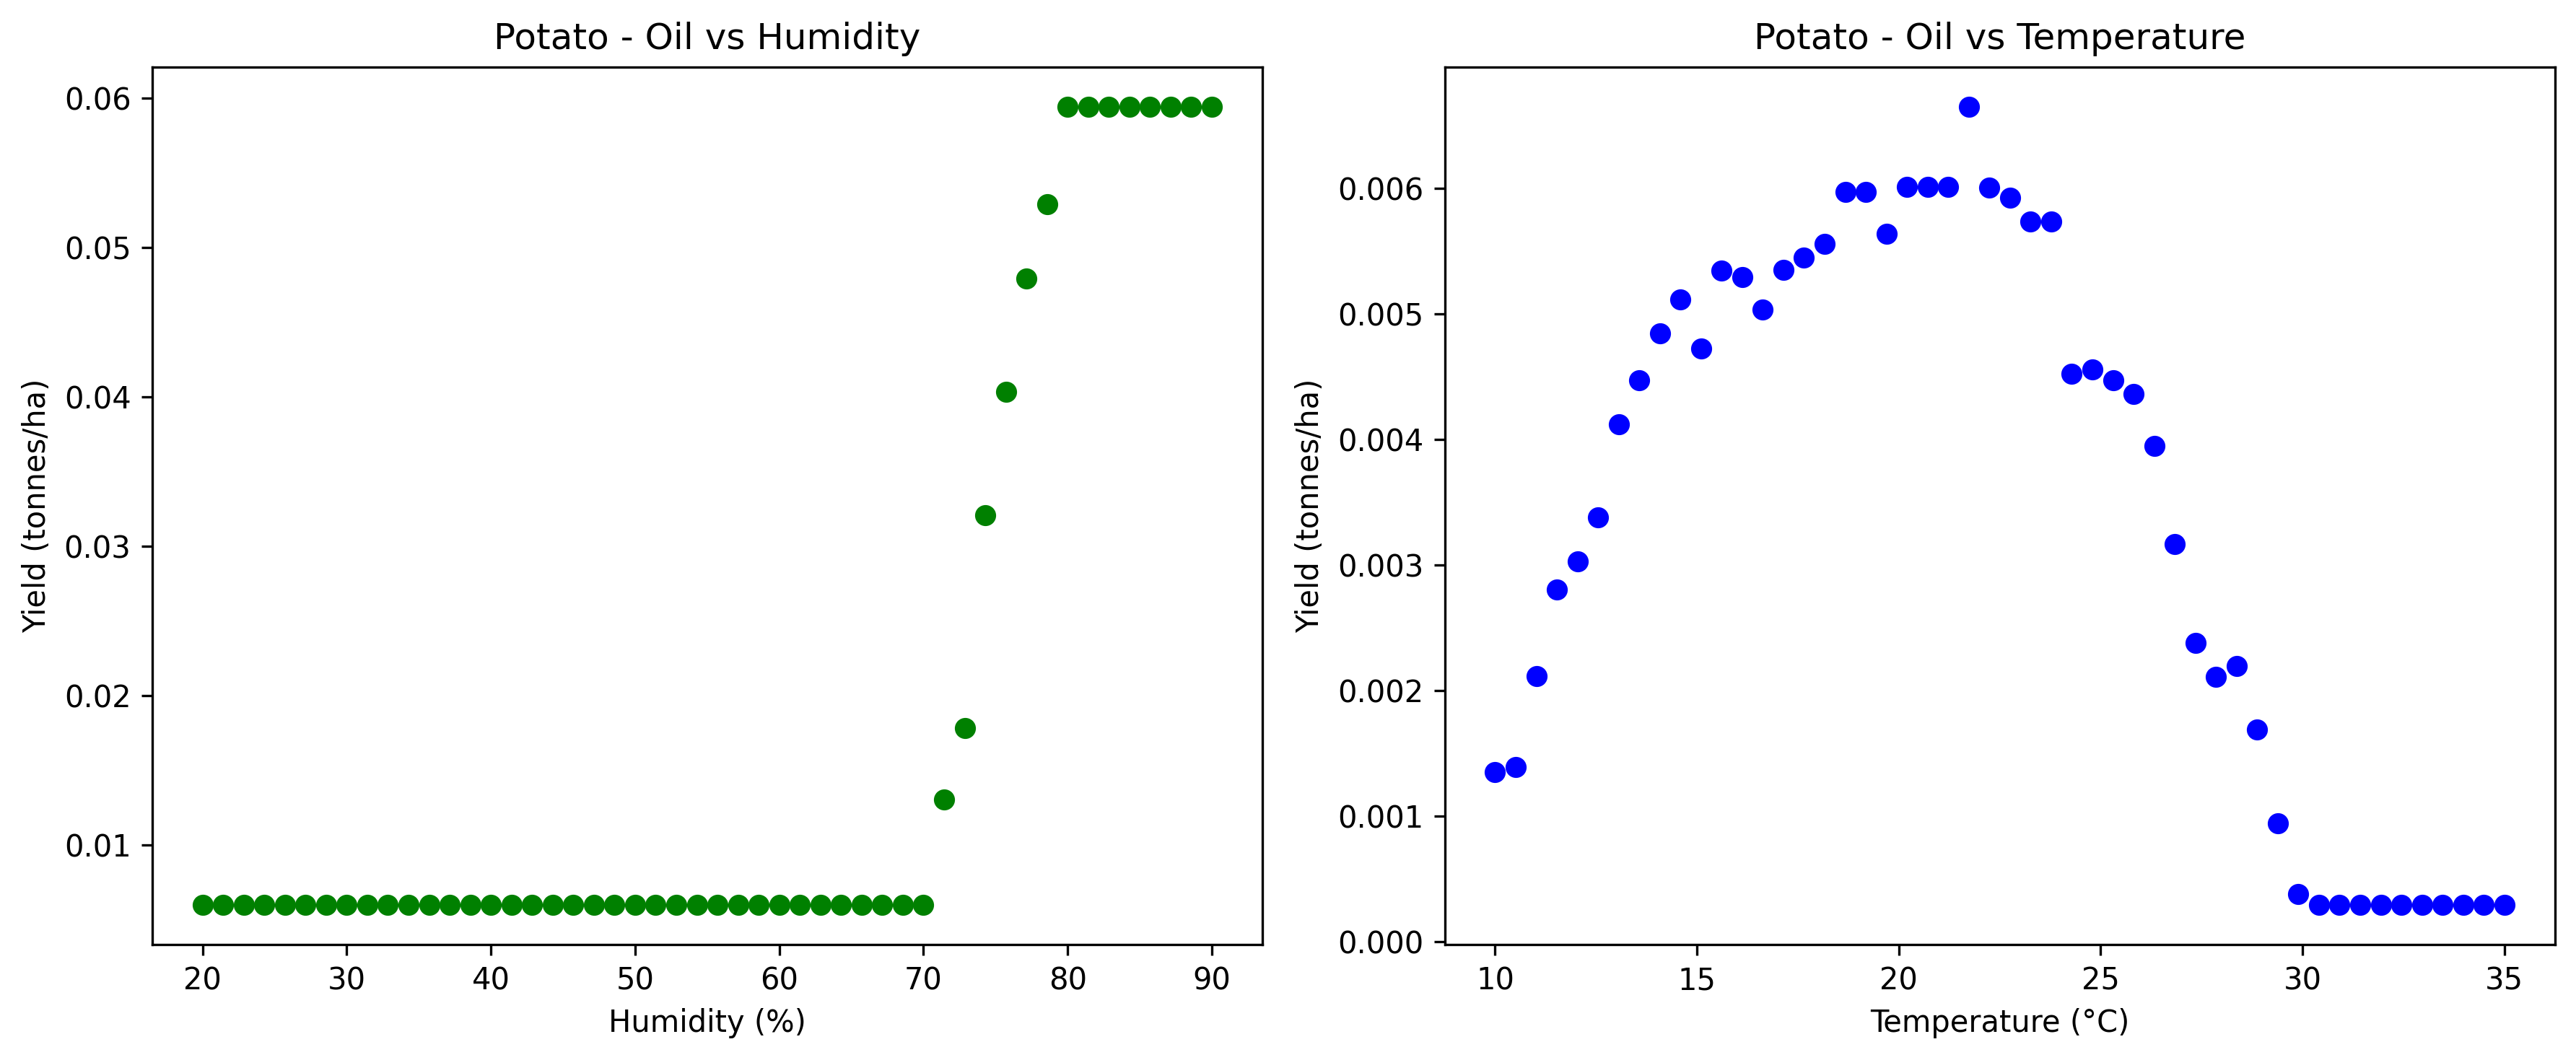 Potato - Oil vs Humidity
Yield (tonnes/ha)
0.06
0.05
0.04
0.03
0.02
0.01
20 30 40 50 60 70 80 90
Humidity (%)
Potato - Oil vs Temperature
Yield (tonnes/ha)
0.006
0.005
0.004
0.003
0.002
0.001
0.000
10 15 20 25 30 35
Temperature (°C)